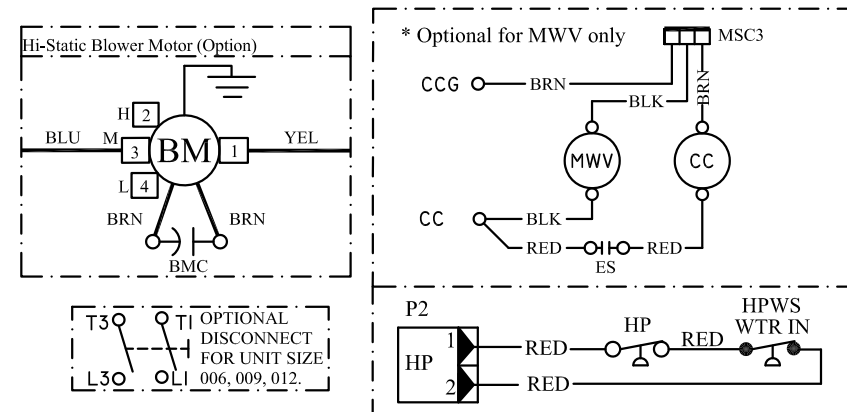 Hi-Static Blower Motor (Option)
H 2
BLU M 3 BM 1 YEL
L 4
BRN BRN
BMC
T3 T1 OPTIONAL
DISCONNECT
FOR UNIT SIZE
L3 L1 006, 009, 012.
* Optional for MWV only MSC3
CCG BRN
BLK BRN
MWV CC
CC BLK
RED RED
ES
P2
HP
1 RED HP RED HPWS
WTR IN
2 RED